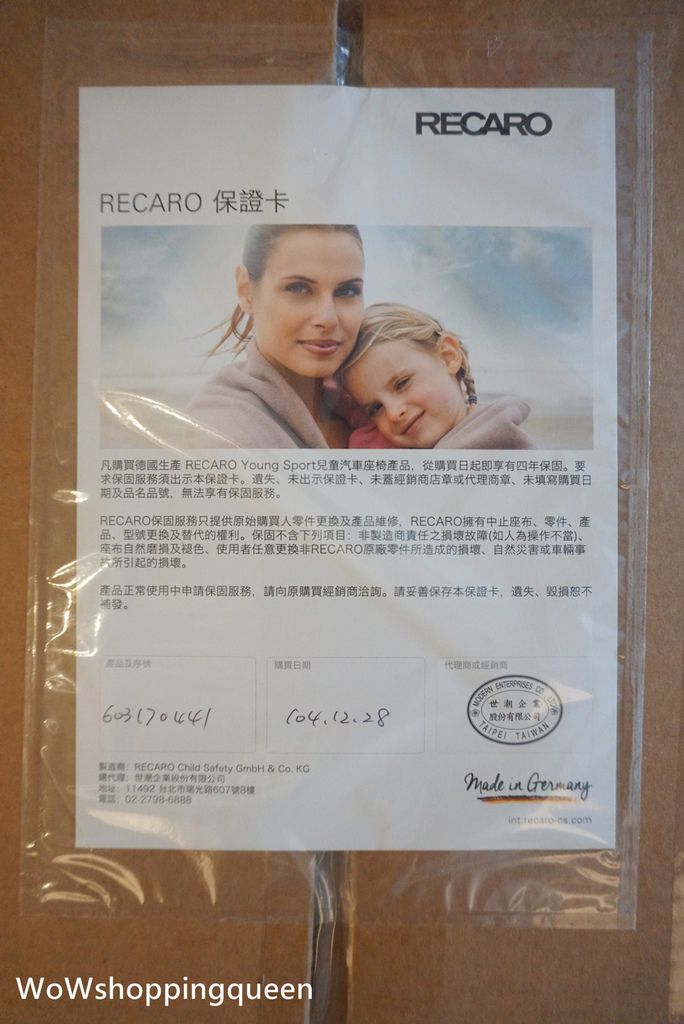 RECARO
RECARO 保證卡
凡購買德國生產 RECARO Young Sport兒童汽車座椅產品，從購買日起即享有四年保固。要
求保固服務須出示本保證卡。遺失、未出示保證卡、未蓋經銷商店章或代理商章、未填寫購買日
期及品名品號，無法享有保固服務。
RECARO保固服務只提供原始購買人零件更換及產品維修，RECARO擁有中止座布、零件、產
品、型號更換及替代的權利。保固不含下列項目：非製造商責任之損壞故障(如人為操作不當)、
座布自然磨損及褪色、使用者任意更換非RECARO原廠零件所造成的損壞、自然災害或車輛事
故所引起的損壞。
產品正常使用中申請保固服務，請向原購買經銷商洽詢。請妥善保存本保證卡，遺失、毀損恕不
補發。
產品及序號
購買日期
代理商或經銷商
603170441
104.12.28
MODERN ENTERPRISES CO. LTD
世潮企業
股份有限公司
TAIPEI TAIWAN
製造商：RECARO Child Safety GmbH & Co. KG
總代理：世潮企業股份有限公司
地址：11492 台北市瑞光路607號8樓
電話：02-2798-6888
Made in Germany
int.recaro-cs.com
WoWshoppingqueen